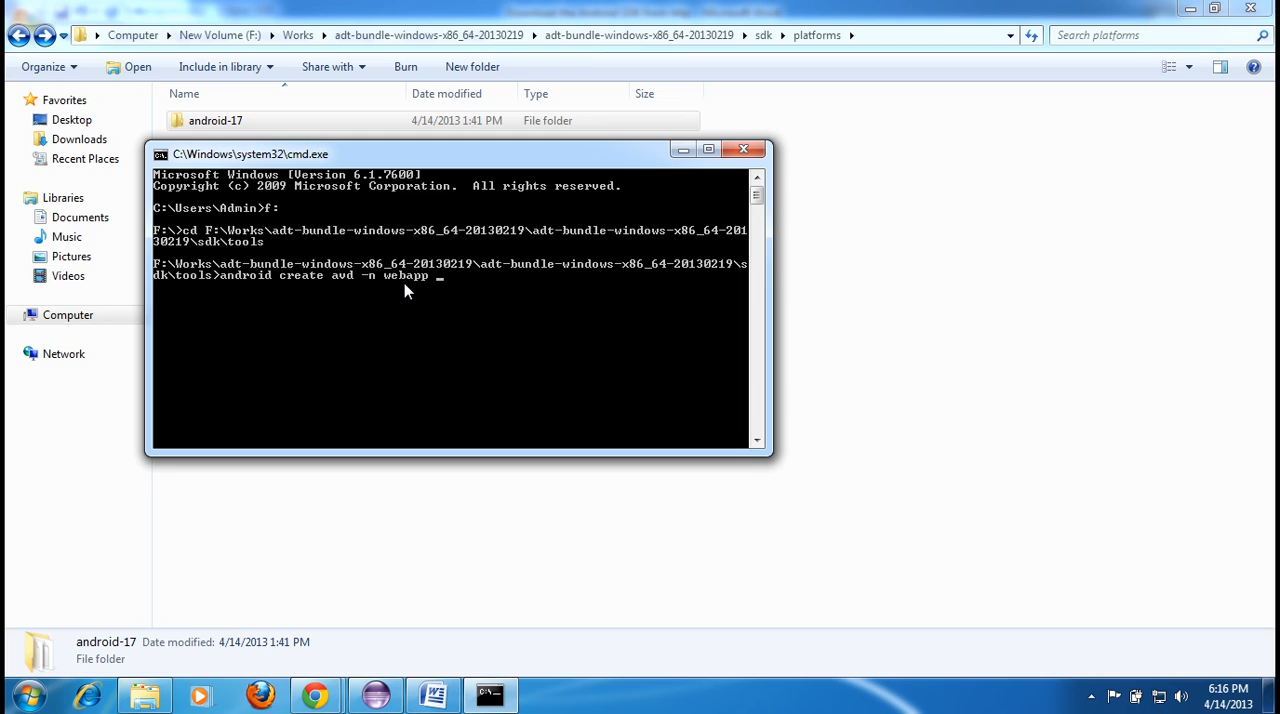 Computer New Volume (F:) Works adt-bundle-windows-x86_64-20130219 adt-bundle-windows-x86_64-20130219 sdk platforms Search platforms
Organize Open Include in library Share with Burn New folder
Favorites
Desktop
Downloads
Recent Places
Libraries
Documents
Music
Pictures
Videos
Computer
Network
Name Date modified Type Size
android-17 4/14/2013 1:41 PM File folder
C:\Windows\system32\cmd.exe
Microsoft Windows [Version 6.1.7600]
Copyright (c) 2009 Microsoft Corporation. All rights reserved.
C:\Users\Admin>f:
F:\>cd F:\Works\adt-bundle-windows-x86_64-20130219\adt-bundle-windows-x86_64-201
30219\sdk\tools
F:\Works\adt-bundle-windows-x86_64-20130219\adt-bundle-windows-x86_64-20130219\s
dk\tools>android create avd -n webapp _
android-17 Date modified: 4/14/2013 1:41 PM
File folder
6:16 PM
4/14/2013